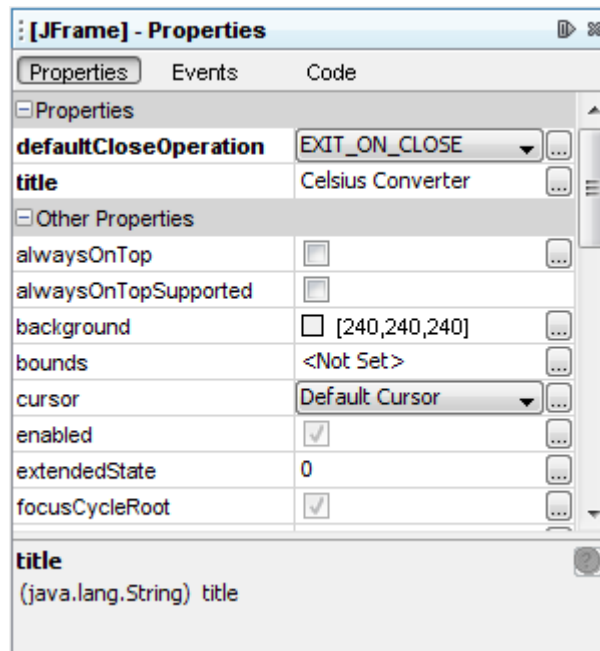 [JFrame] - Properties
Properties Events Code
Properties
defaultCloseOperation EXIT_ON_CLOSE ...
title Celsius Converter ...
Other Properties
alwaysOnTop ...
alwaysOnTopSupported
background [240,240,240] ...
bounds <Not Set> ...
cursor Default Cursor ...
enabled ...
extendedState 0 ...
focusCycleRoot ...
title
(java.lang.String) title